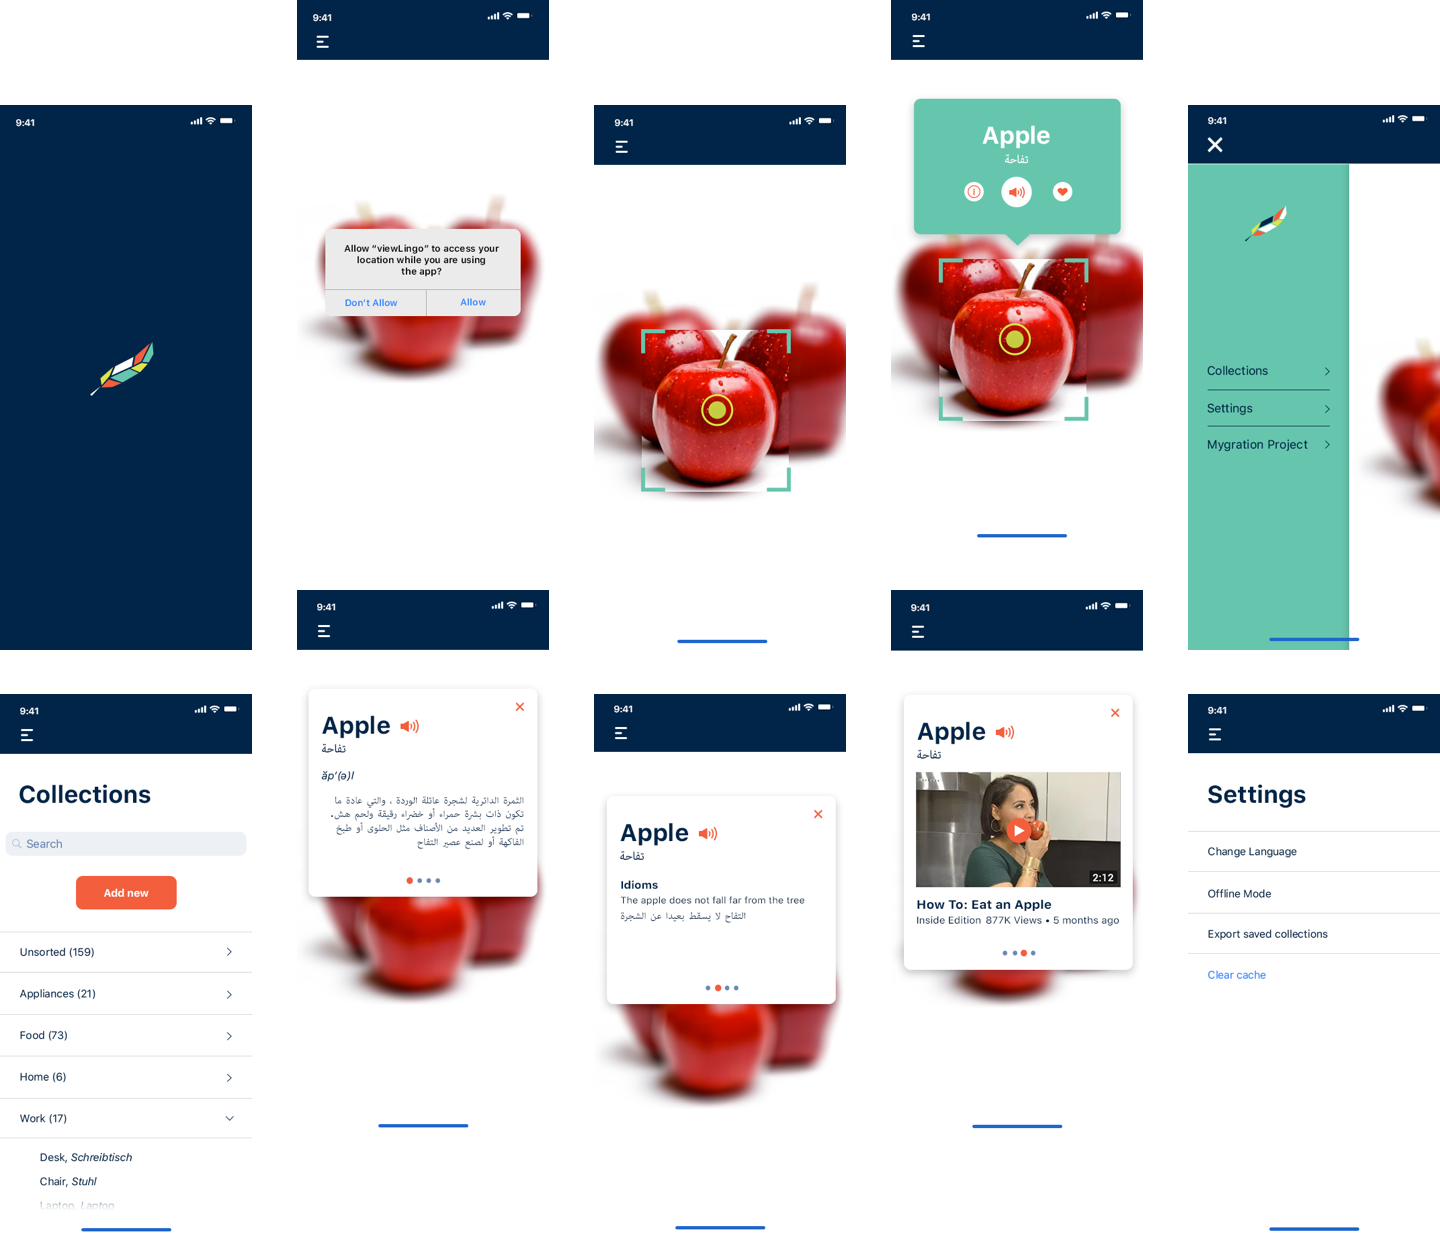 9:41
9:41
Allow “viewLingo” to access your
location while you are using
the app?
Don’t Allow
Allow
9:41
9:41
Apple
تفاحة
9:41
Collections
Settings
Mygration Project
9:41
Collections
Search
Add new
Unsorted (159)
Appliances (21)
Food (73)
Home (6)
Work (17)
Desk, Schreibtisch
Chair, Stuhl
Laptop, Laptop
9:41
Apple
تفاحة
ăp′(ə)l
الثمرة الدائرية لشجرة عائلة الوردة ، والتي عادة ما
تكون ذات بشرة حمراء أو خضراء رقيقة ولحم هش.
تم تطوير العديد من الأصناف مثل الحلوى أو طبخ
الفاكهة أو لصنع عصير التفاح
9:41
Apple
تفاحة
Idioms
The apple does not fall far from the tree
التفاح لا يسقط بعيدا عن الشجرة
9:41
Apple
تفاحة
2:12
How To: Eat an Apple
Inside Edition 877K Views • 5 months ago
9:41
Settings
Change Language
Offline Mode
Export saved collections
Clear cache